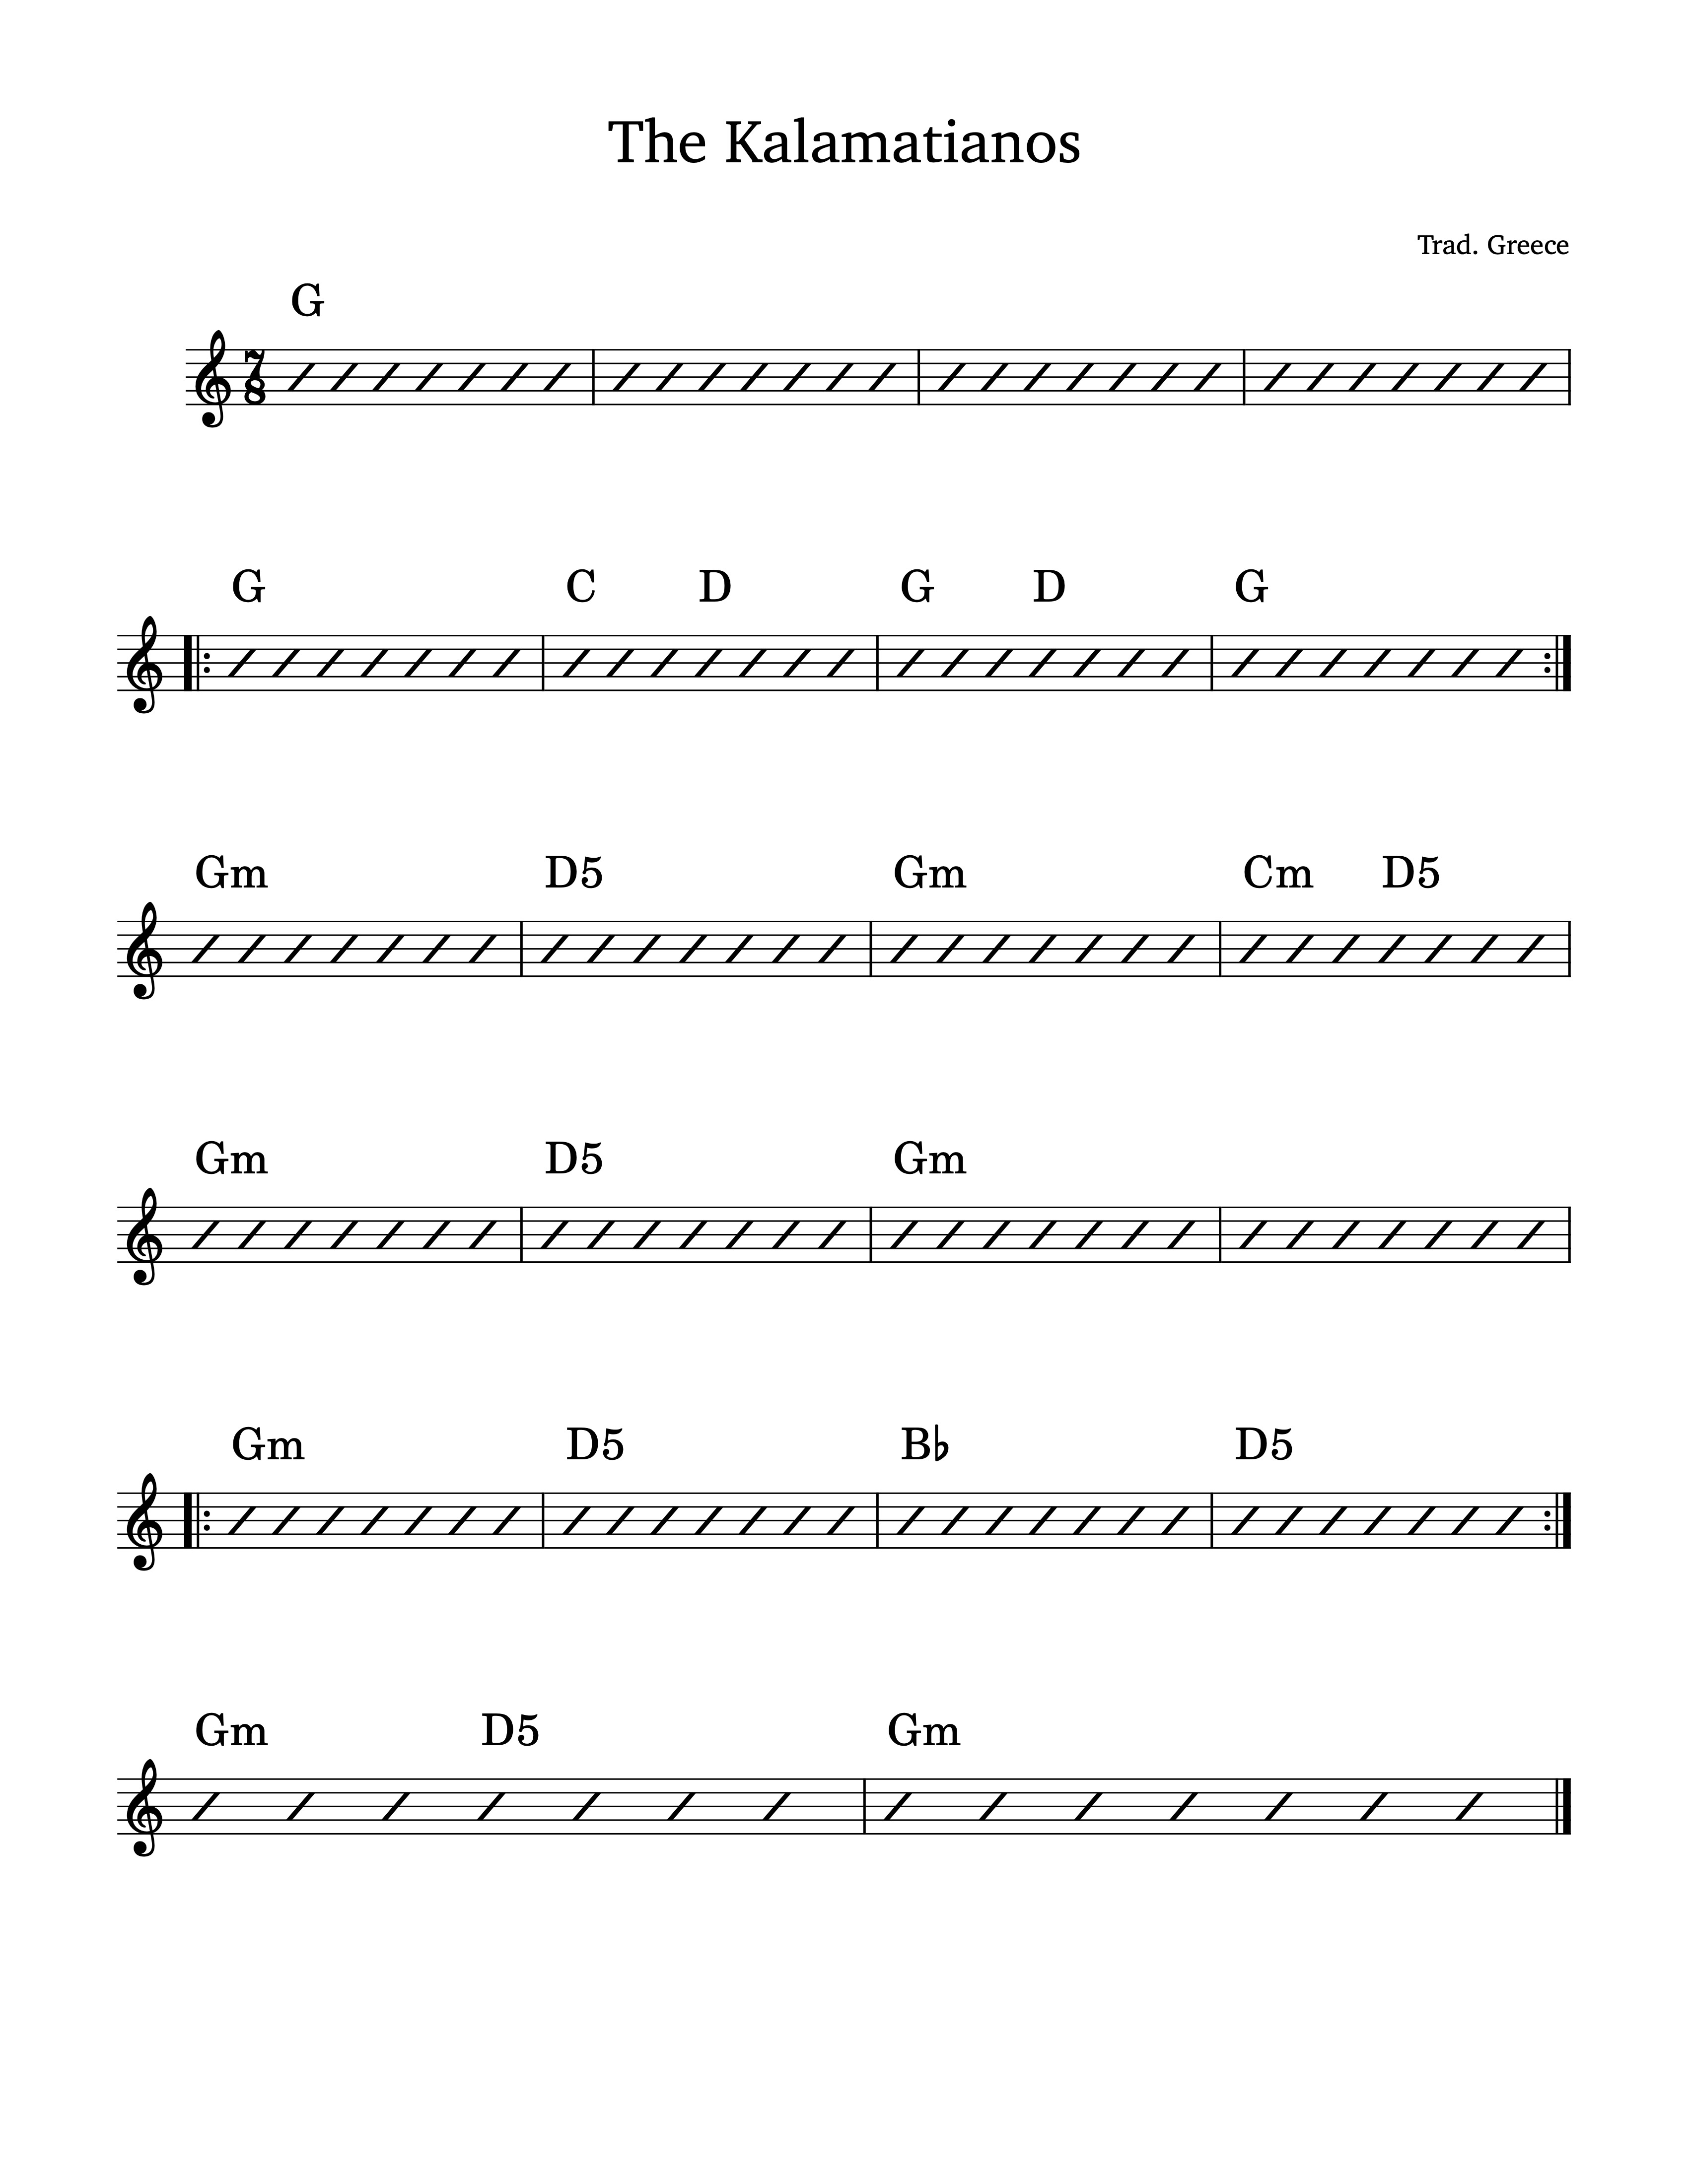 The Kalamatianos
Trad. Greece
G
7
8
G C D G D G
Gm D5 Gm Cm D5
Gm D5 Gm
Gm D5 B♭ D5
Gm D5 Gm